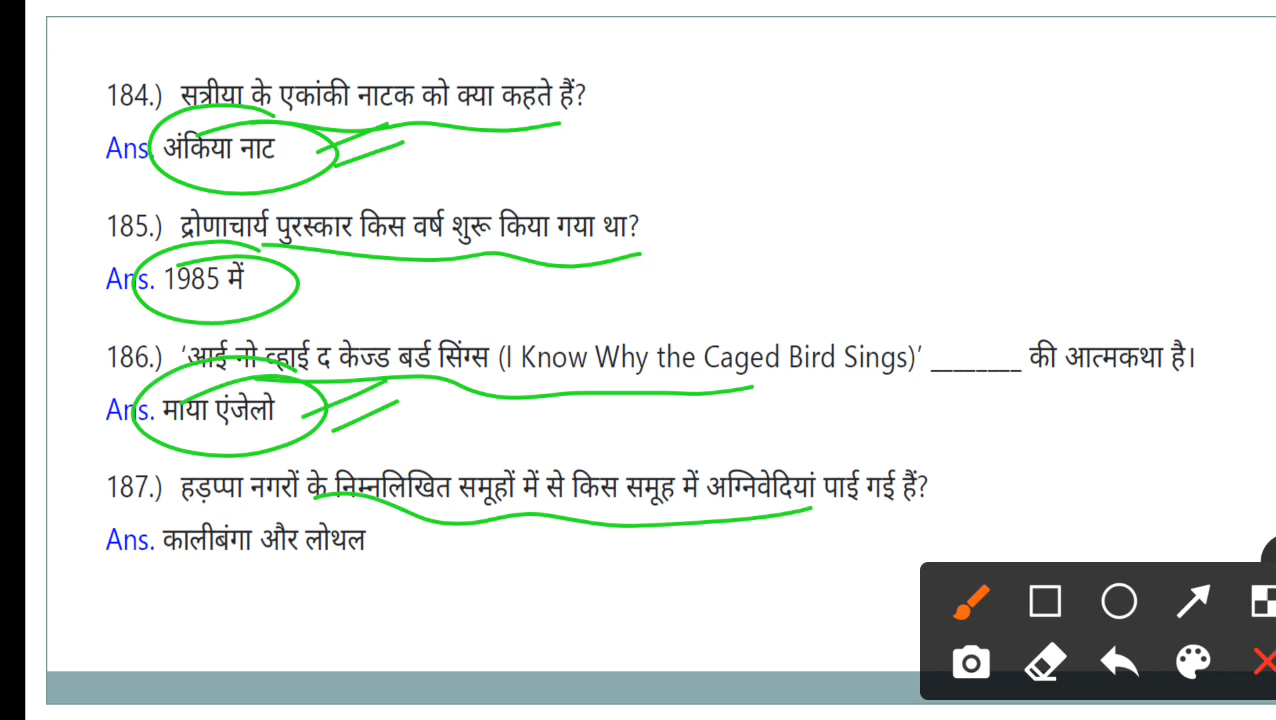 184.) सत्रीया के एकांकी नाटक को क्या कहते हैं?
Ans. अंकिया नाट
185.) द्रोणाचार्य पुरस्कार किस वर्ष शुरू किया गया था?
Ans. 1985 में
186.) ‘आई नो व्हाई द केज्ड बर्ड सिंग्स (I Know Why the Caged Bird Sings)’ _______ की आत्मकथा है।
Ans. माया एंजेलो
187.) हड़प्पा नगरों के निम्नलिखित समूहों में से किस समूह में अग्निवेदियां पाई गई हैं?
Ans. कालीबंगा और लोथल